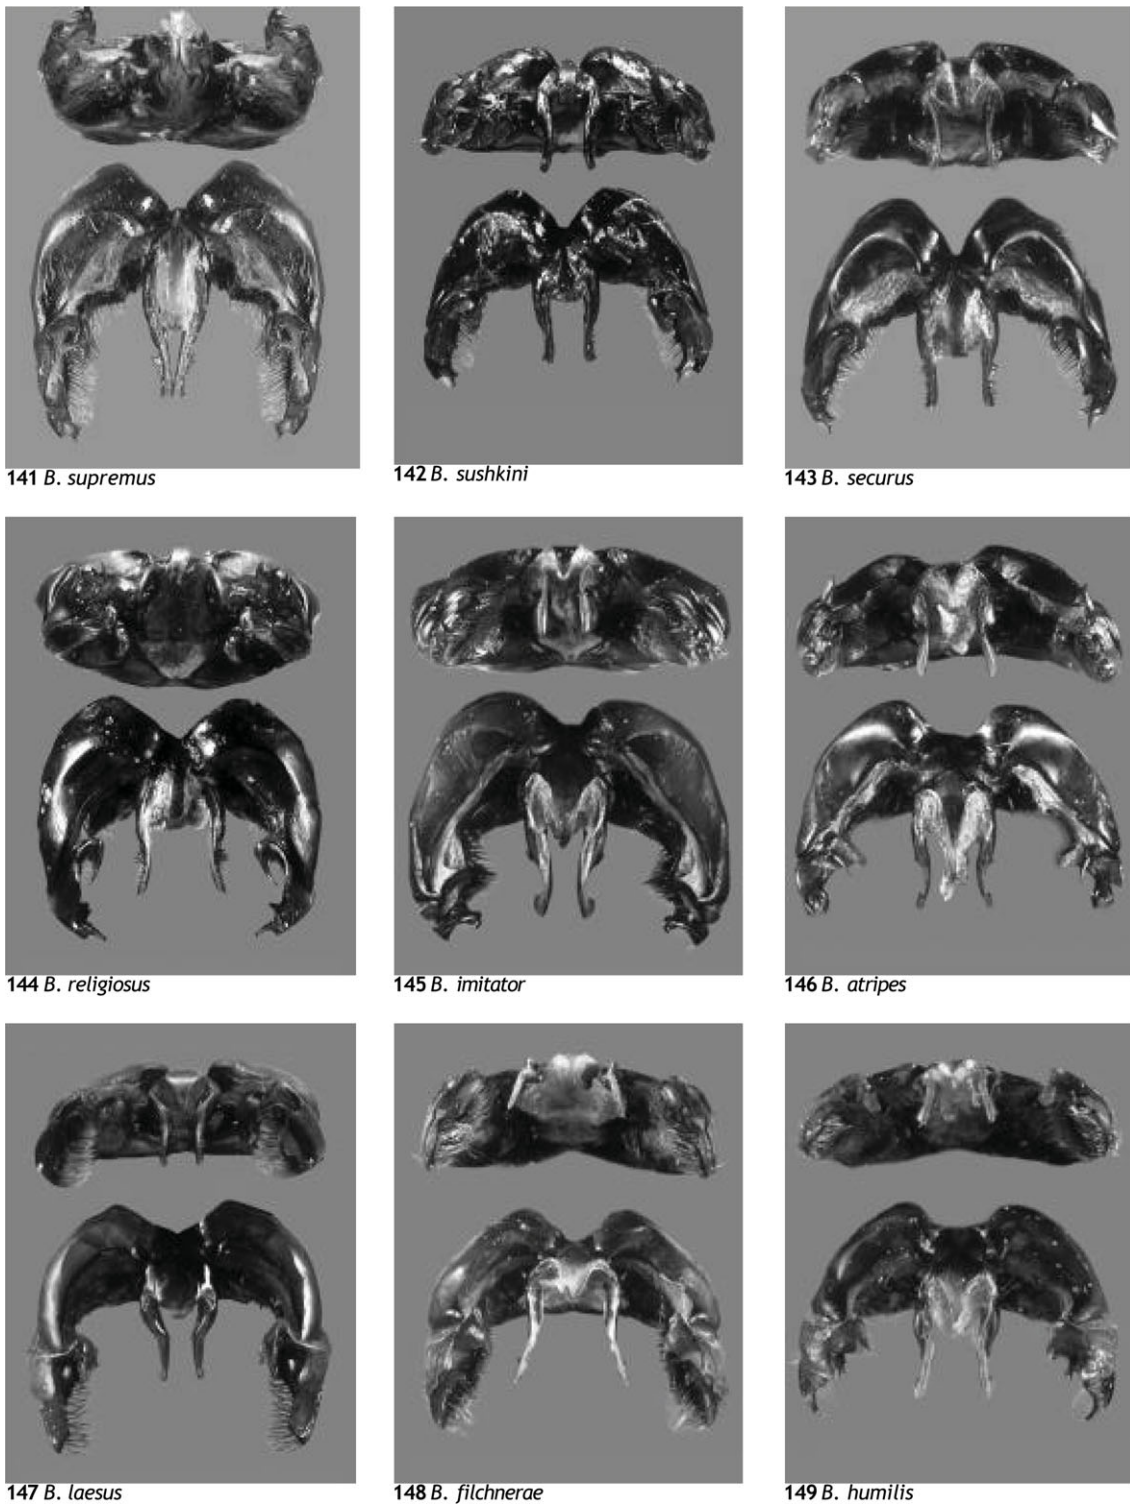 141 B. supremus
142 B. sushkini
143 B. securus
144 B. religiosus
145 B. imitator
146 B. atripes
147 B. laesus
148 B. filchnerae
149 B. humilis